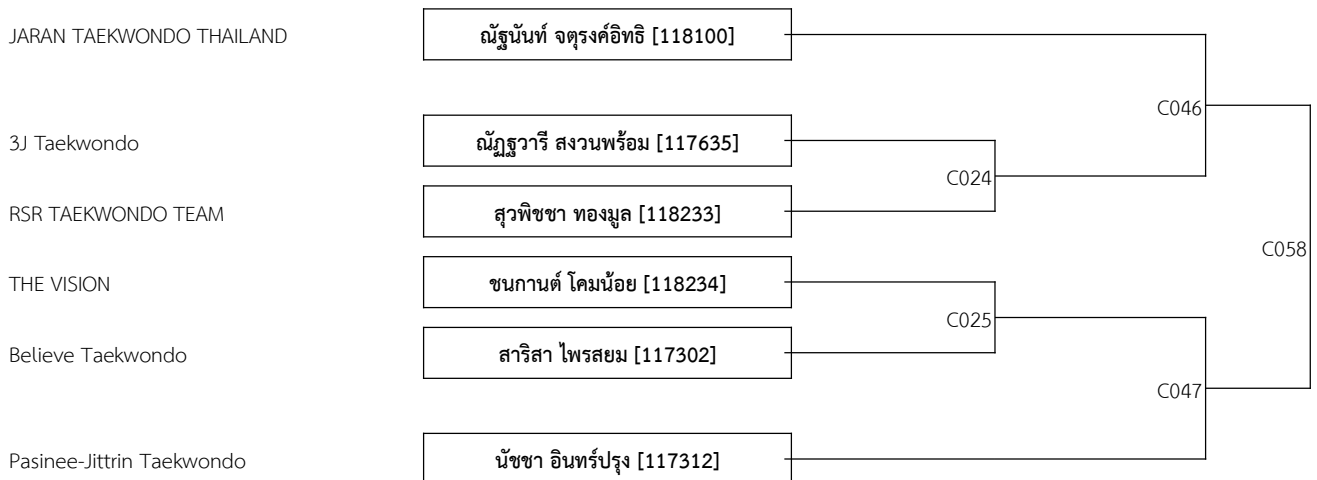 JARAN TAEKWONDO THAILAND
ณัฐนันท์ จตุรงค์อิทธิ [118100]
C046
3J Taekwondo
ณัฏฐวารี สงวนพร้อม [117635]
C024
RSR TAEKWONDO TEAM
สุวพิชชา ทองมูล [118233]
C058
THE VISION
ชนกานต์ โคมน้อย [118234]
C025
Believe Taekwondo
สาริสา ไพรสยม [117302]
C047
Pasinee-Jittrin Taekwondo
นัชชา อินทร์ปรุง [117312]